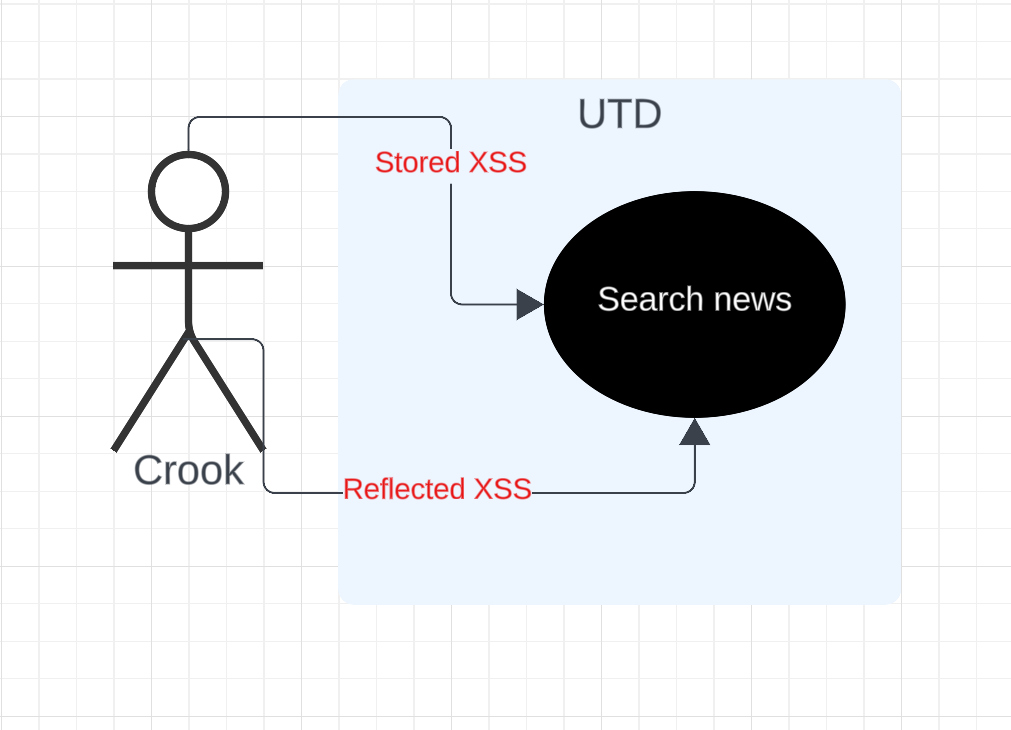 UTD
Stored XSS
Search news
Crook
Reflected XSS